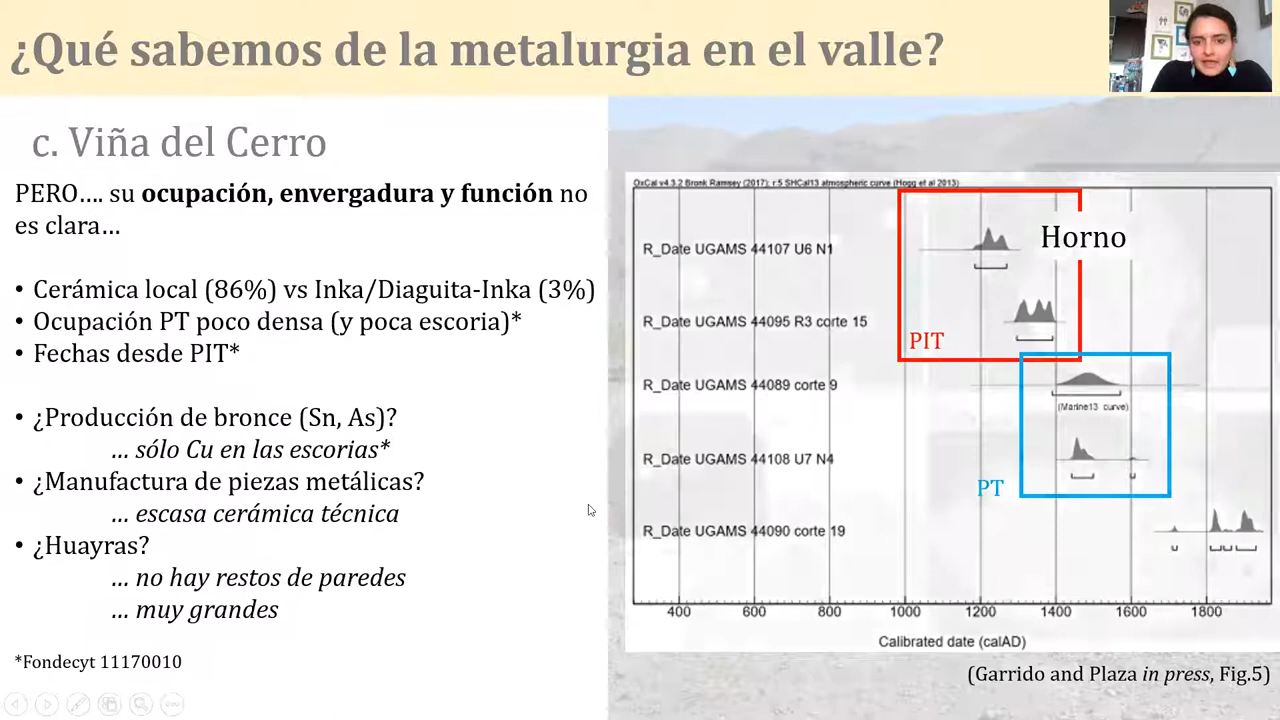 ¿Qué sabemos de la metalurgia en el valle?
c. Viña del Cerro
PERO…. su ocupación, envergadura y función no
es clara…
• Cerámica local (86%) vs Inka/Diaguita-Inka (3%)
• Ocupación PT poco densa (y poca escoria)*
• Fechas desde PIT*
• ¿Producción de bronce (Sn, As)?
… sólo Cu en las escorias*
• ¿Manufactura de piezas metálicas?
… escasa cerámica técnica
• ¿Huayras?
… no hay restos de paredes
… muy grandes
*Fondecyt 11170010
OxCal v4.3.2 Bronk Ramsey (2017); r:5 SHCal13 atmospheric curve (Hogg et al 2013)
R_Date UGAMS 44107 U6 N1
Horno
R_Date UGAMS 44095 R3 corte 15
PIT
R_Date UGAMS 44089 corte 9
(Marine13 curve)
R_Date UGAMS 44108 U7 N4
PT
R_Date UGAMS 44090 corte 19
400 600 800 1000 1200 1400 1600 1800
Calibrated date (calAD)
(Garrido and Plaza in press, Fig.5)